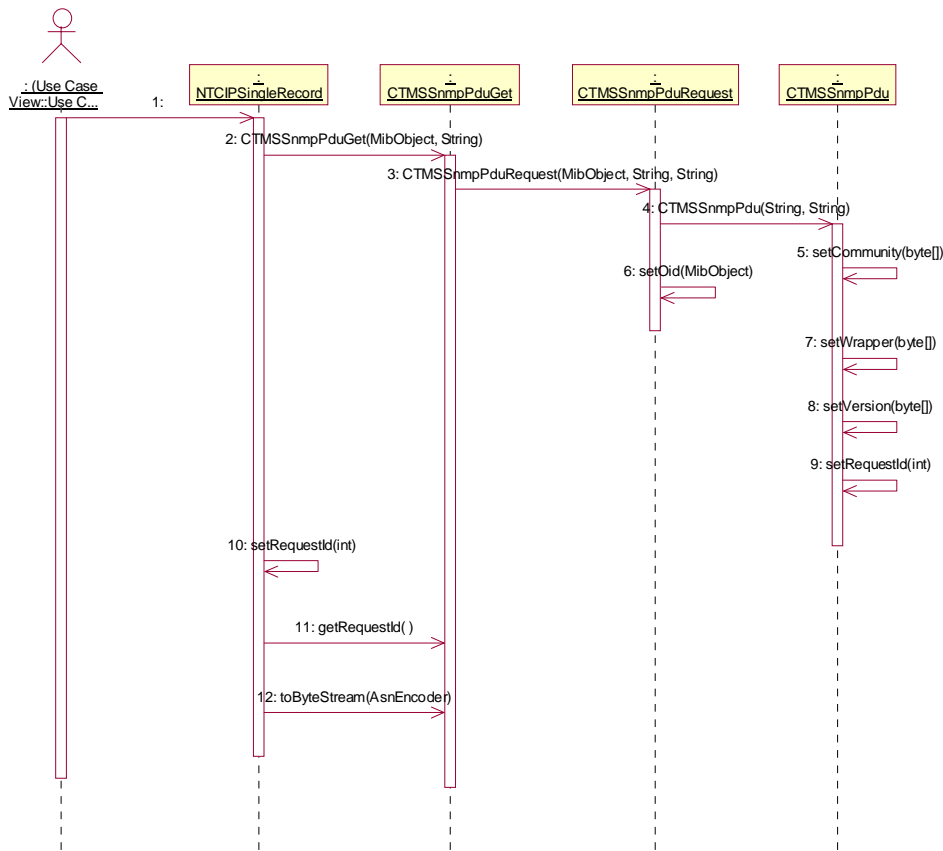 : (Use Case
View::Use C...
:
NTCIPSingleRecord
:
CTMSSnmpPduGet
:
CTMSSnmpPduRequest
:
CTMSSnmpPdu
1:
2: CTMSSnmpPduGet(MibObject, String)
3: CTMSSnmpPduRequest(MibObject, String, String)
4: CTMSSnmpPdu(String, String)
5: setCommunity(byte[])
6: setOid(MibObject)
7: setWrapper(byte[])
8: setVersion(byte[])
9: setRequestId(int)
10: setRequestId(int)
11: getRequestId( )
12: toByteStream(AsnEncoder)